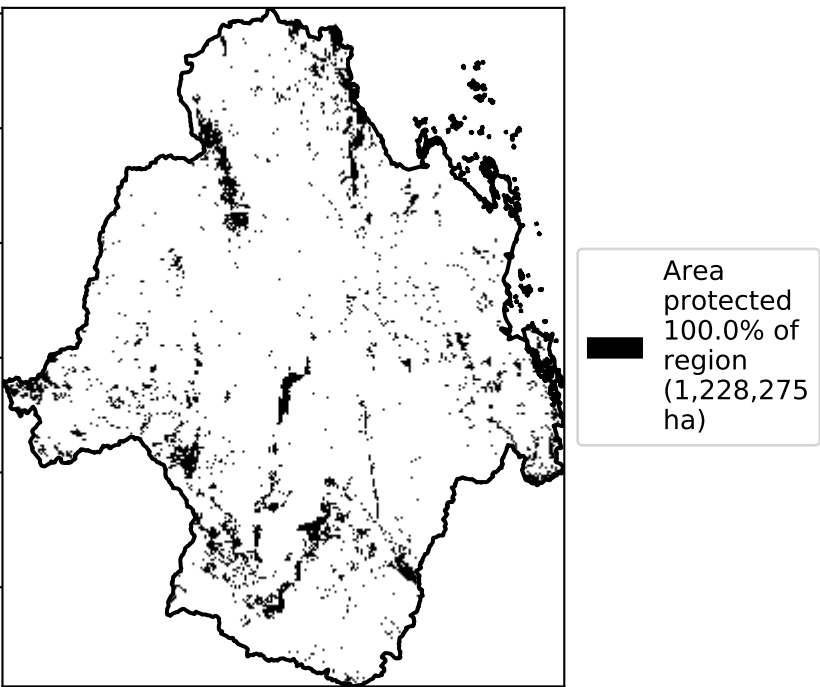 Area
protected
100.0% of
region
(1,228,275
ha)